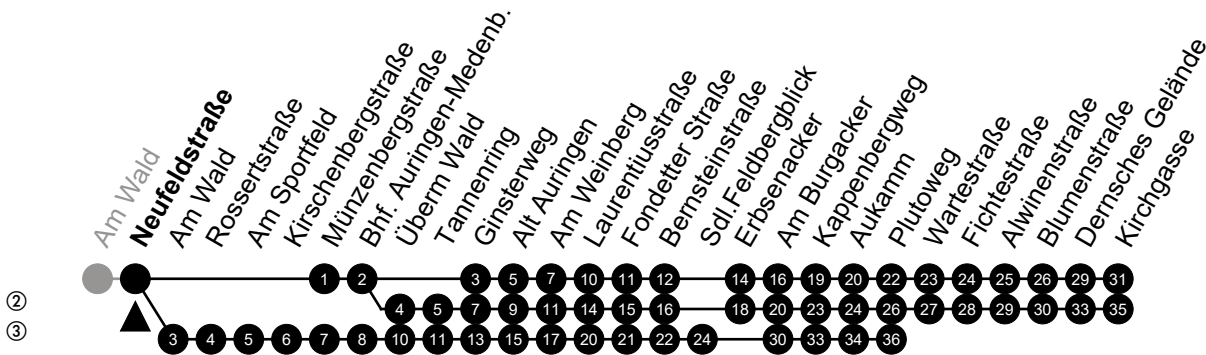 Am Wald
Neufeldstraße
Am Wald
Rossertstraße
Am Sportfeld
Kirschenbergstraße
Münzenbergstraße
Bhf. Auringen-Medenb.
Überm Wald
Tannenring
Ginsterweg
Alt Auringen
Am Weinberg
Laurentiusstraße
Fondetter Straße
Bernsteinstraße
Sdl.Feldbergblick
Erbsenacker
Am Burgacker
Kappenbergweg
Aukamm
Plutoweg
Wartestraße
Fichtestraße
Alwinenstraße
Blumenstraße
Dernsches Gelände
Kirchgasse
1 2 3 5 7 10 11 12 14 16 19 20 22 23 24 25 26 29 31
② 4 5 7 9 11 14 15 16 18 20 23 24 26 27 28 29 30 33 35
③ 3 4 5 6 7 8 10 11 13 15 17 20 21 22 24 30 33 34 36